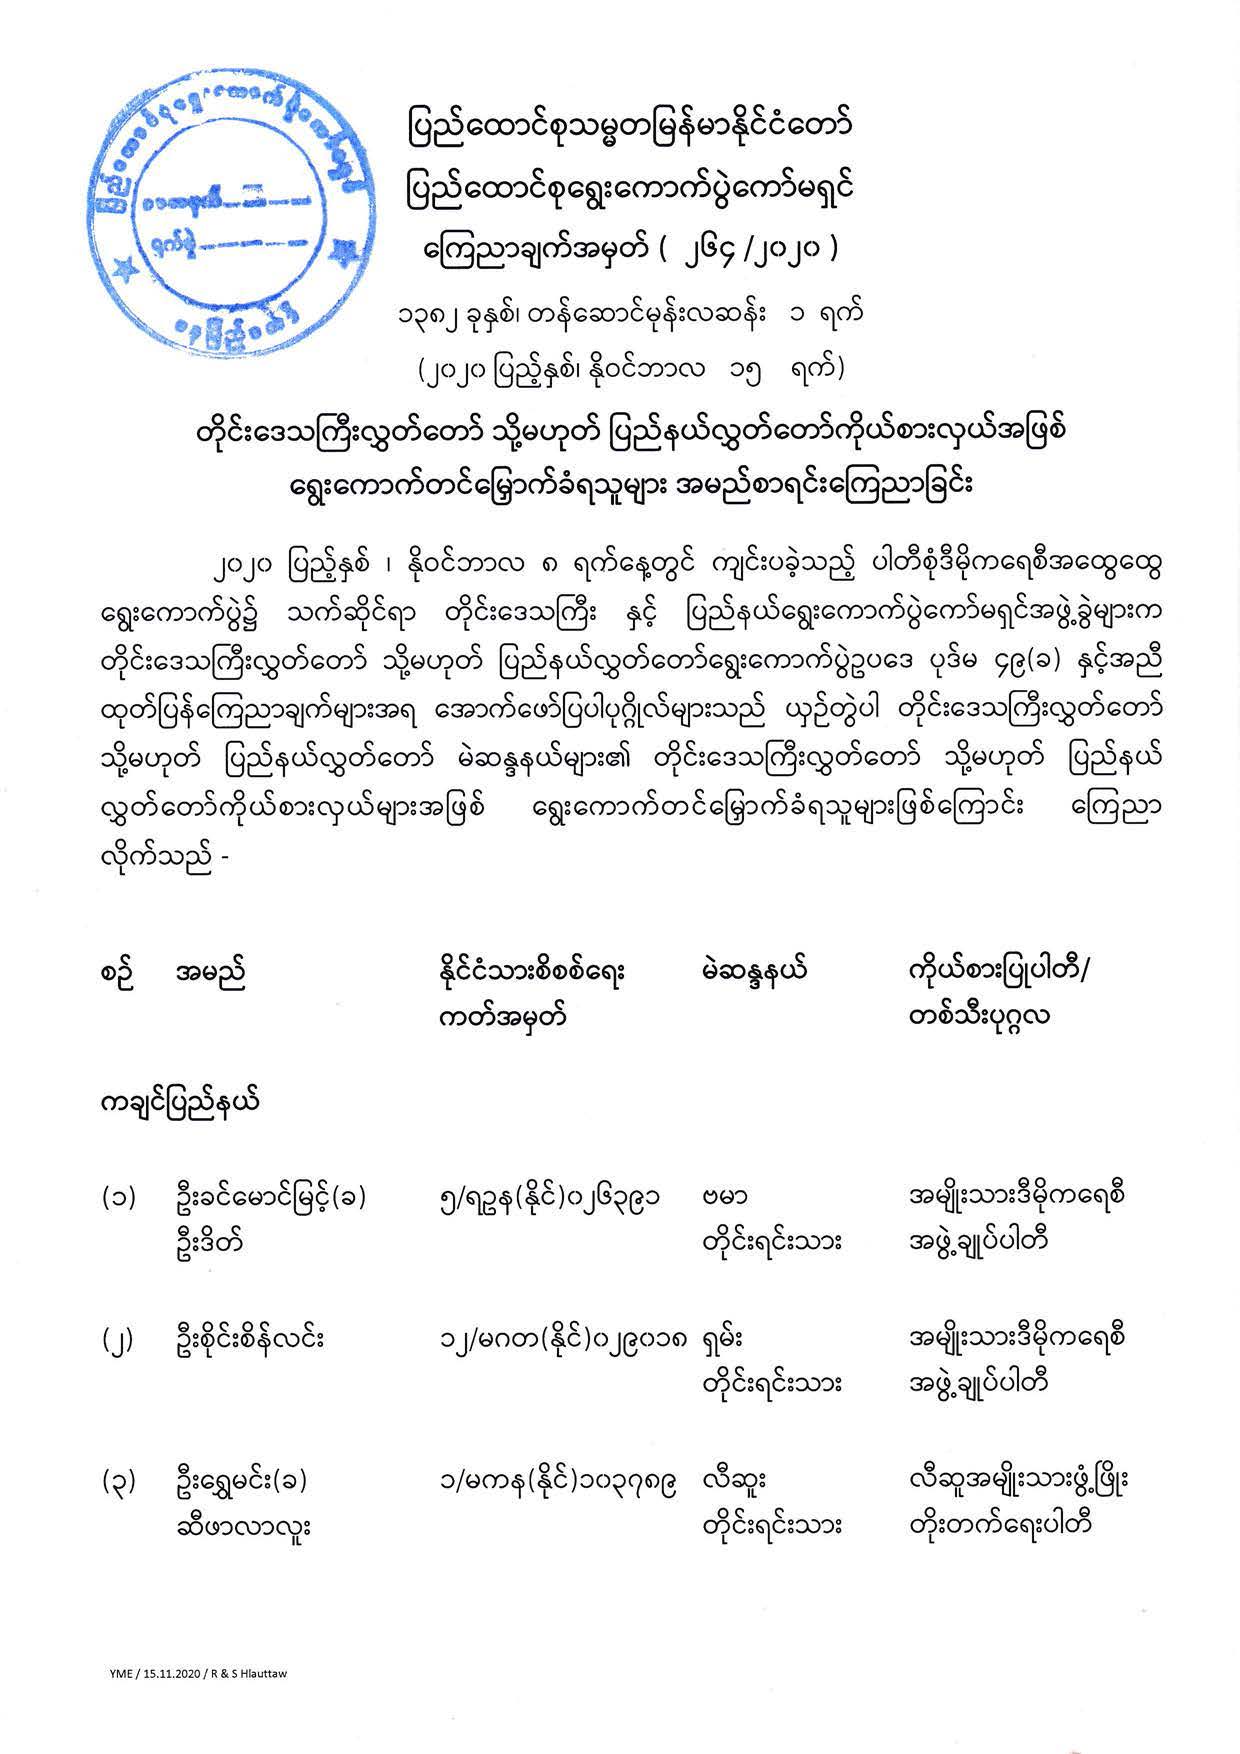 ပြည်ထောင်စုသမ္မတမြန်မာနိုင်ငံတော်
ပြည်ထောင်စုရွေးကောက်ပွဲကော်မရှင်
ကြေညာချက်အမှတ် ( ၂၆၄ /၂၀၂၀ )
၁၃၈၂ ခုနှစ်၊ တန်ဆောင်မုန်းလဆန်း ၁ ရက်
(၂၀၂၀ ပြည့်နှစ်၊ နိုဝင်ဘာလ ၁၅ ရက်)
တိုင်းဒေသကြီးလွှတ်တော် သို့မဟုတ် ပြည်နယ်လွှတ်တော်ကိုယ်စားလှယ်အဖြစ်
ရွေးကောက်တင်မြှောက်ခံရသူများ အမည်စာရင်းကြေညာခြင်း
၂၀၂၀ ပြည့်နှစ် ၊ နိုဝင်ဘာလ ၈ ရက်နေ့တွင် ကျင်းပခဲ့သည့် ပါတီစုံဒီမိုကရေစီအထွေထွေ
ရွေးကောက်ပွဲ၌ သက်ဆိုင်ရာ တိုင်းဒေသကြီး နှင့် ပြည်နယ်ရွေးကောက်ပွဲကော်မရှင်အဖွဲ့ခွဲများက
တိုင်းဒေသကြီးလွှတ်တော် သို့မဟုတ် ပြည်နယ်လွှတ်တော်ရွေးကောက်ပွဲဥပဒေ ပုဒ်မ ၄၉(ခ) နှင့်အညီ
ထုတ်ပြန်ကြေညာချက်များအရ အောက်ဖော်ပြပါပုဂ္ဂိုလ်များသည် ယှဉ်တွဲပါ တိုင်းဒေသကြီးလွှတ်တော်
သို့မဟုတ် ပြည်နယ်လွှတ်တော် မဲဆန္ဒနယ်များ၏ တိုင်းဒေသကြီးလွှတ်တော် သို့မဟုတ် ပြည်နယ်
လွှတ်တော်ကိုယ်စားလှယ်များအဖြစ် ရွေးကောက်တင်မြှောက်ခံရသူများဖြစ်ကြောင်း ကြေညာ
လိုက်သည် -
စဉ် အမည် နိုင်ငံသားစိစစ်ရေး မဲဆန္ဒနယ် ကိုယ်စားပြုပါတီ/
ကတ်အမှတ် တစ်သီးပုဂ္ဂလ
ကချင်ပြည်နယ်
(၁) ဦးခင်မောင်မြင့်(ခ) ၅/ရဥန(နိုင်)၀၂၆၃၉၁ ဗမာ အမျိုးသားဒီမိုကရေစီ
ဦးဒိတ် တိုင်းရင်းသား အဖွဲ့ချုပ်ပါတီ
(၂) ဦးစိုင်းစိန်လင်း ၁၂/မဂတ(နိုင်)၀၂၉၀၁၈ ရှမ်း အမျိုးသားဒီမိုကရေစီ
တိုင်းရင်းသား အဖွဲ့ချုပ်ပါတီ
(၃) ဦးရွှေမင်း(ခ) ၁/မကန(နိုင်)၁၀၃၇၈၉ လီဆူး လီဆူအမျိုးသားဖွံ့ဖြိုး
ဆီဖာလာလူး တိုင်းရင်းသား တိုးတက်ရေးပါတီ
YME / 15.11.2020 / R & S Hlauttaw
ပြည်ထောင်စုရွေးကောက်ပွဲကော်မရှင်
ရက်စွဲ
နေပြည်တော်